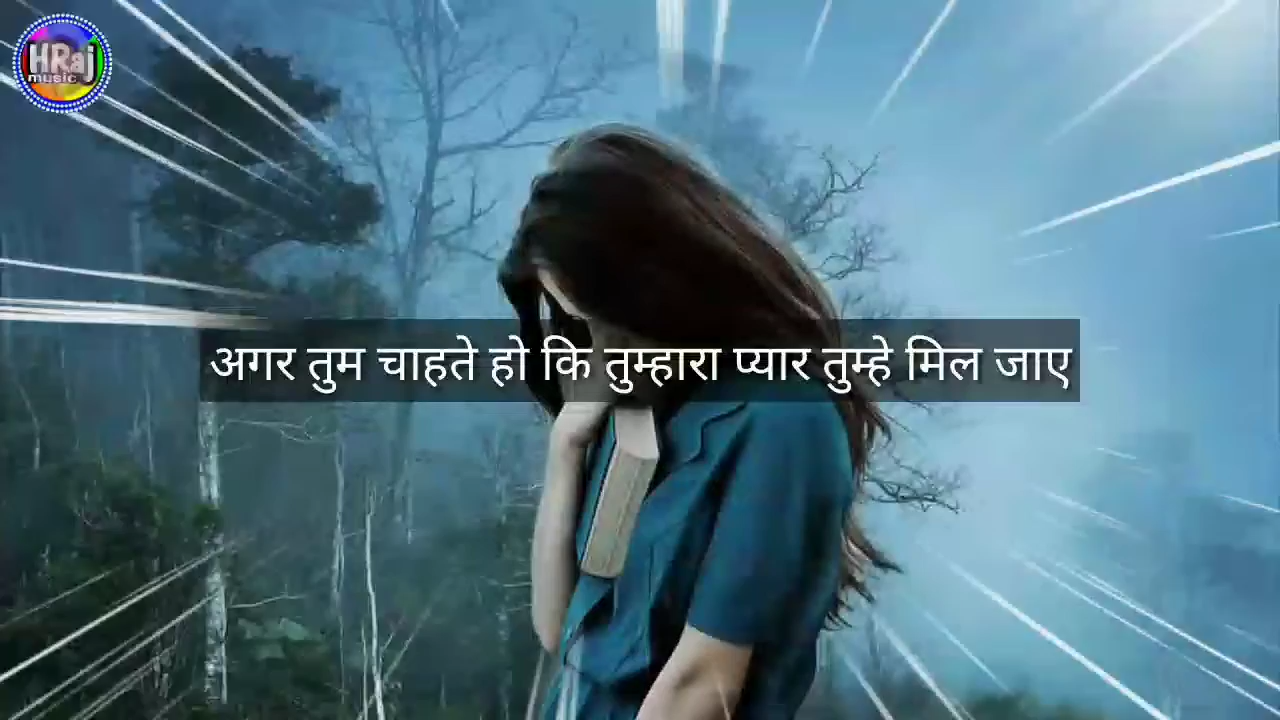 HRaj
music
अगर तुम चाहते हो कि तुम्हारा प्यार तुम्हे मिल जाए